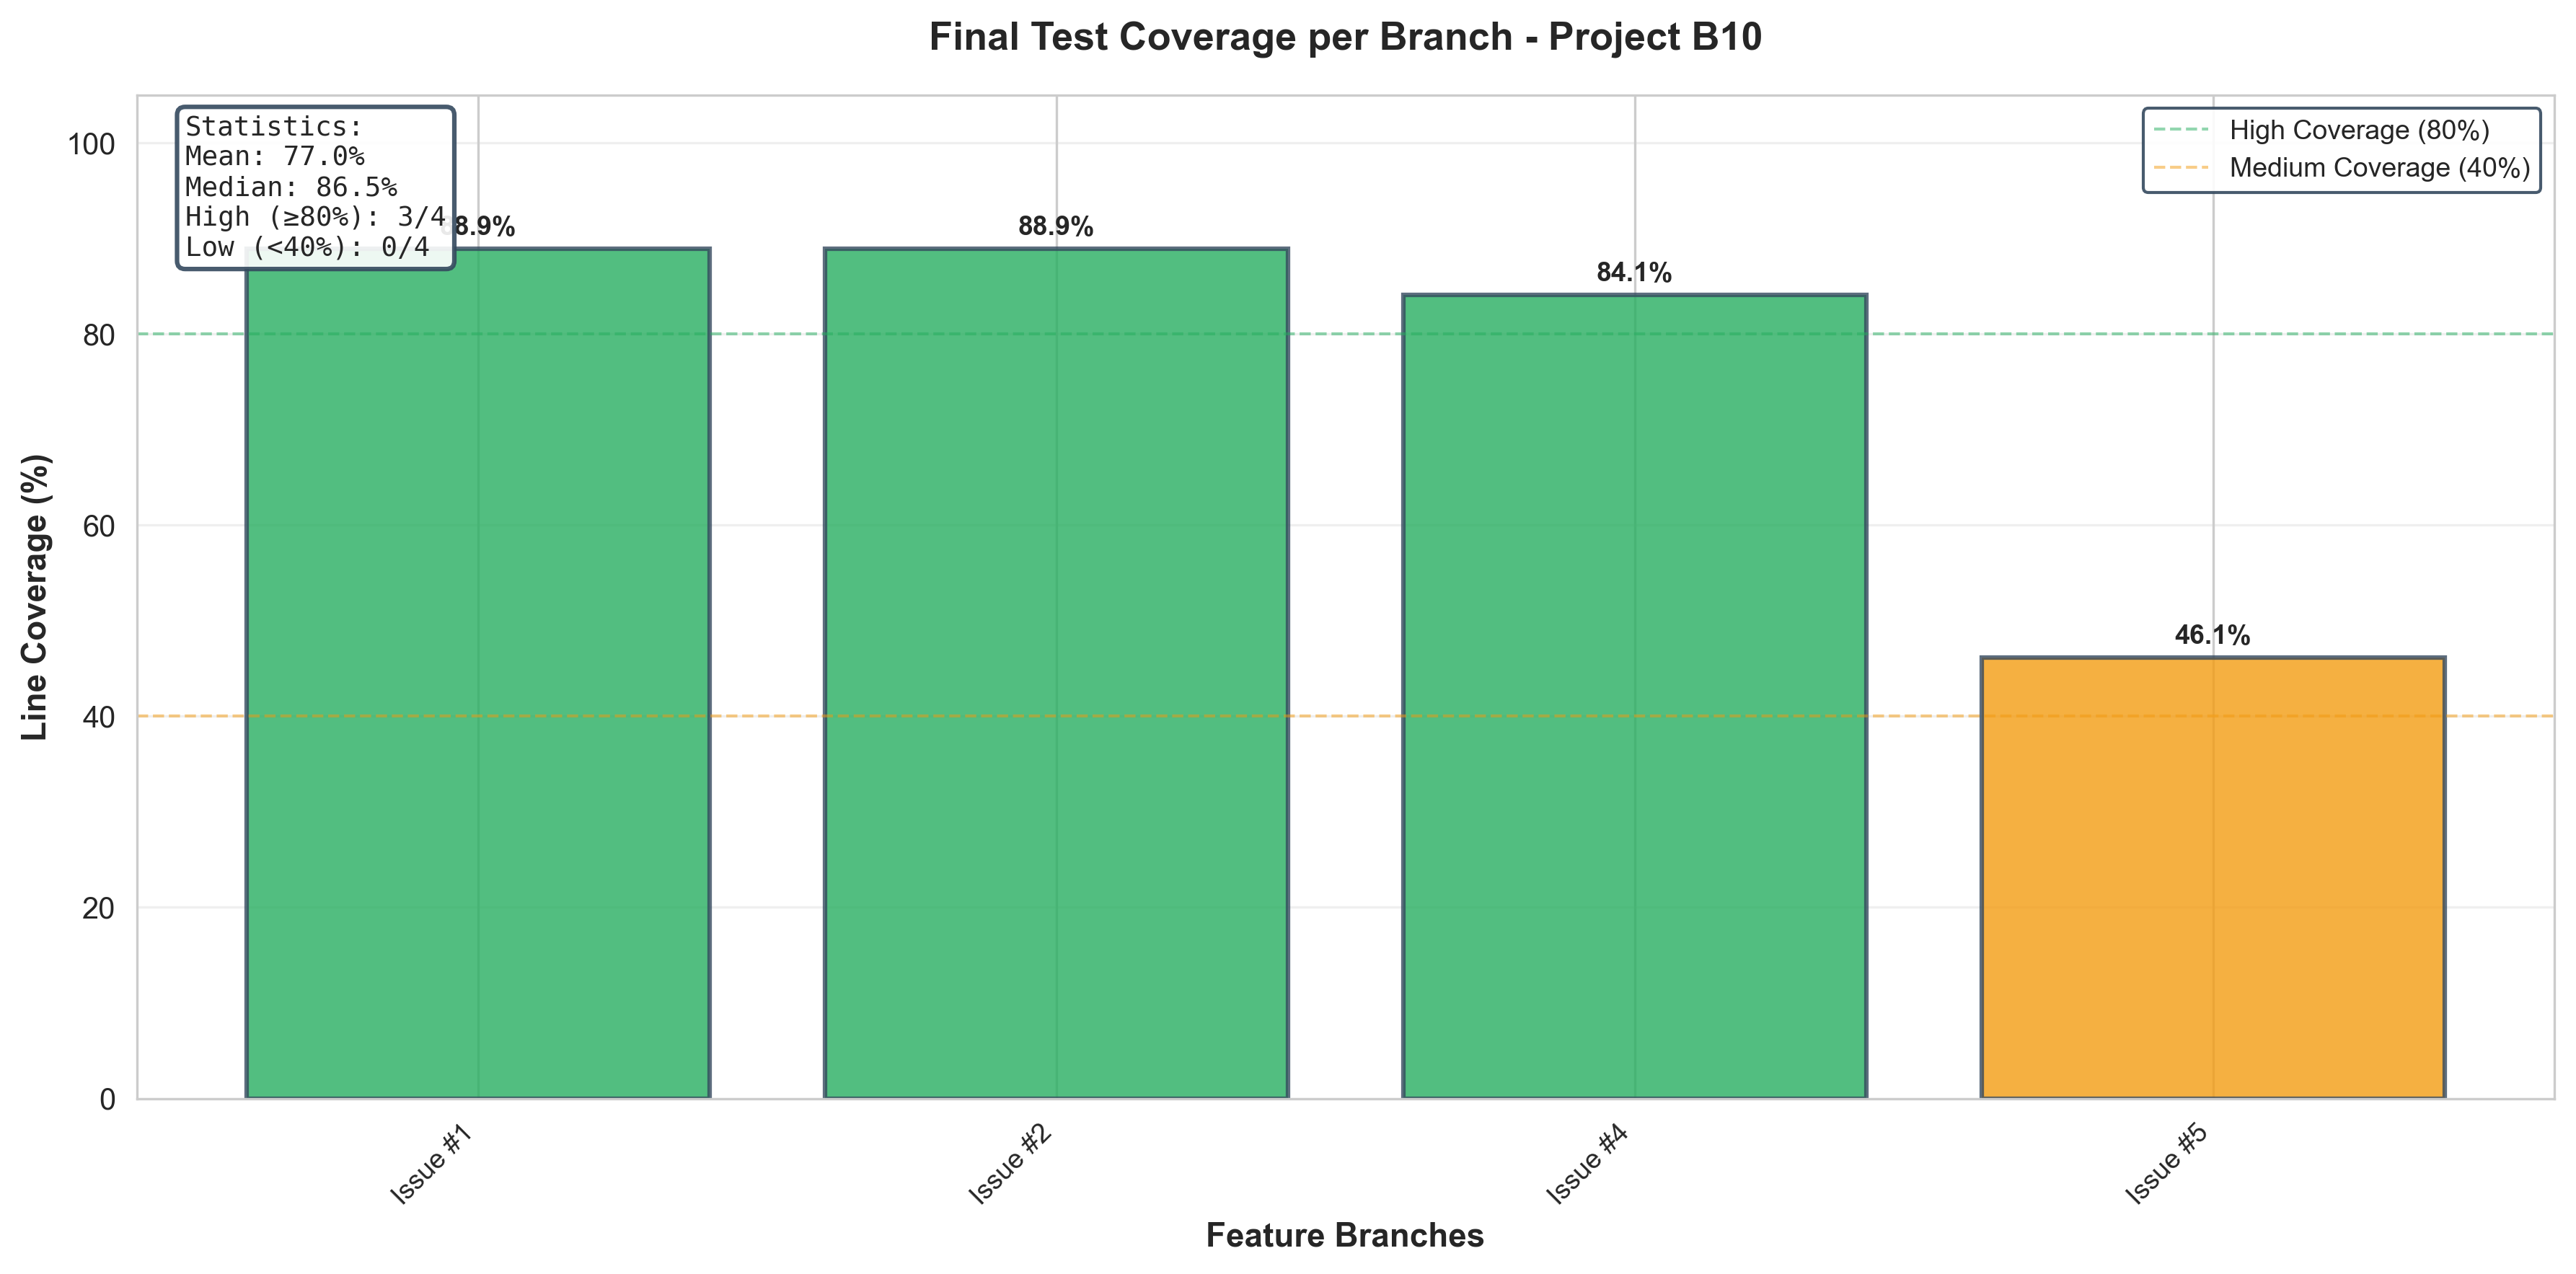 Final Test Coverage per Branch - Project B10
Statistics:
Mean: 77.0%
Median: 86.5%
High (≥80%): 3/4
Low (<40%): 0/4
High Coverage (80%)
Medium Coverage (40%)
88.9%
88.9%
84.1%
46.1%
Line Coverage (%)
100
80
60
40
20
0
Issue #1
Issue #2
Issue #4
Issue #5
Feature Branches